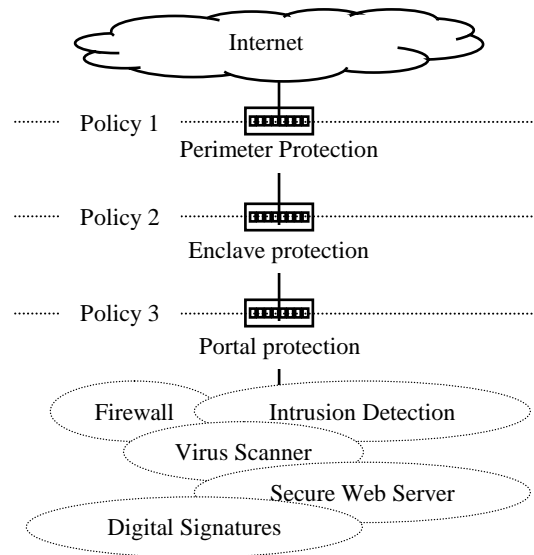 Internet
Policy 1
Perimeter Protection
Policy 2
Enclave protection
Policy 3
Portal protection
Firewall
Intrusion Detection
Virus Scanner
Secure Web Server
Digital Signatures